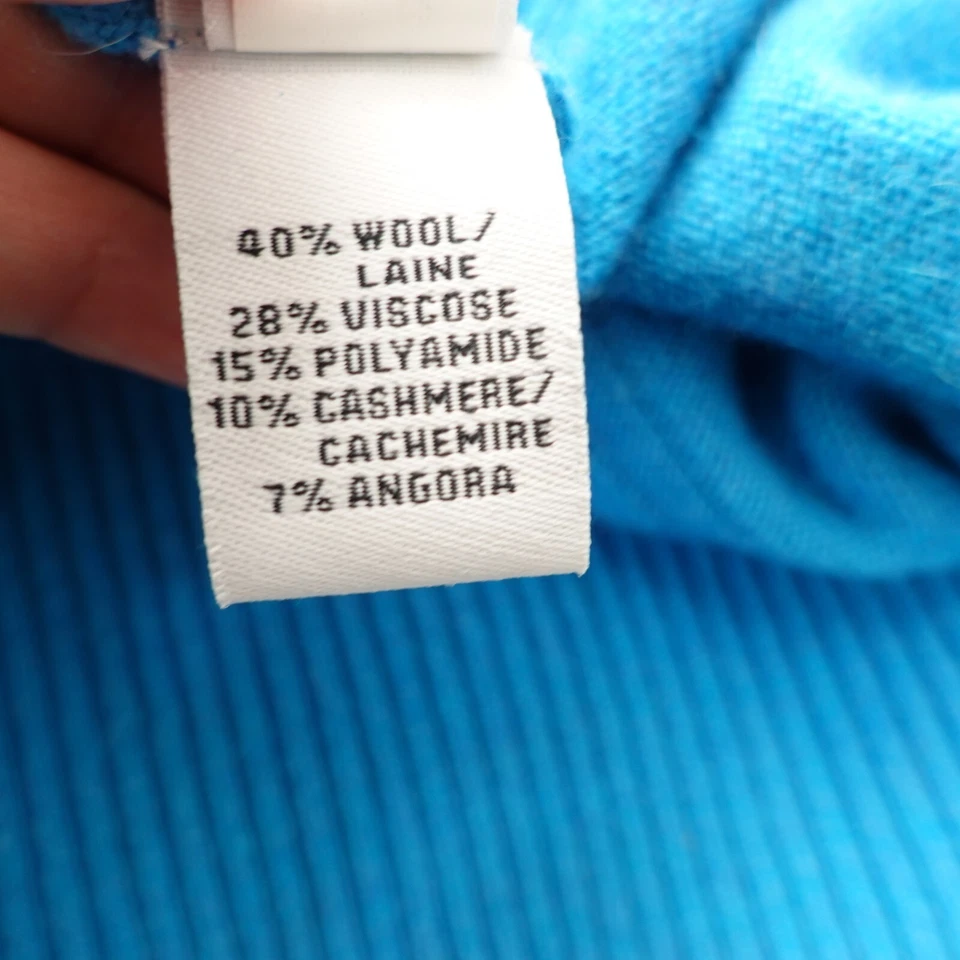 40% WOOL/
LAINE
28% VISCOSE
15% POLYAMIDE
10% CASHMERE/
CACHEMIRE
7% ANGORA